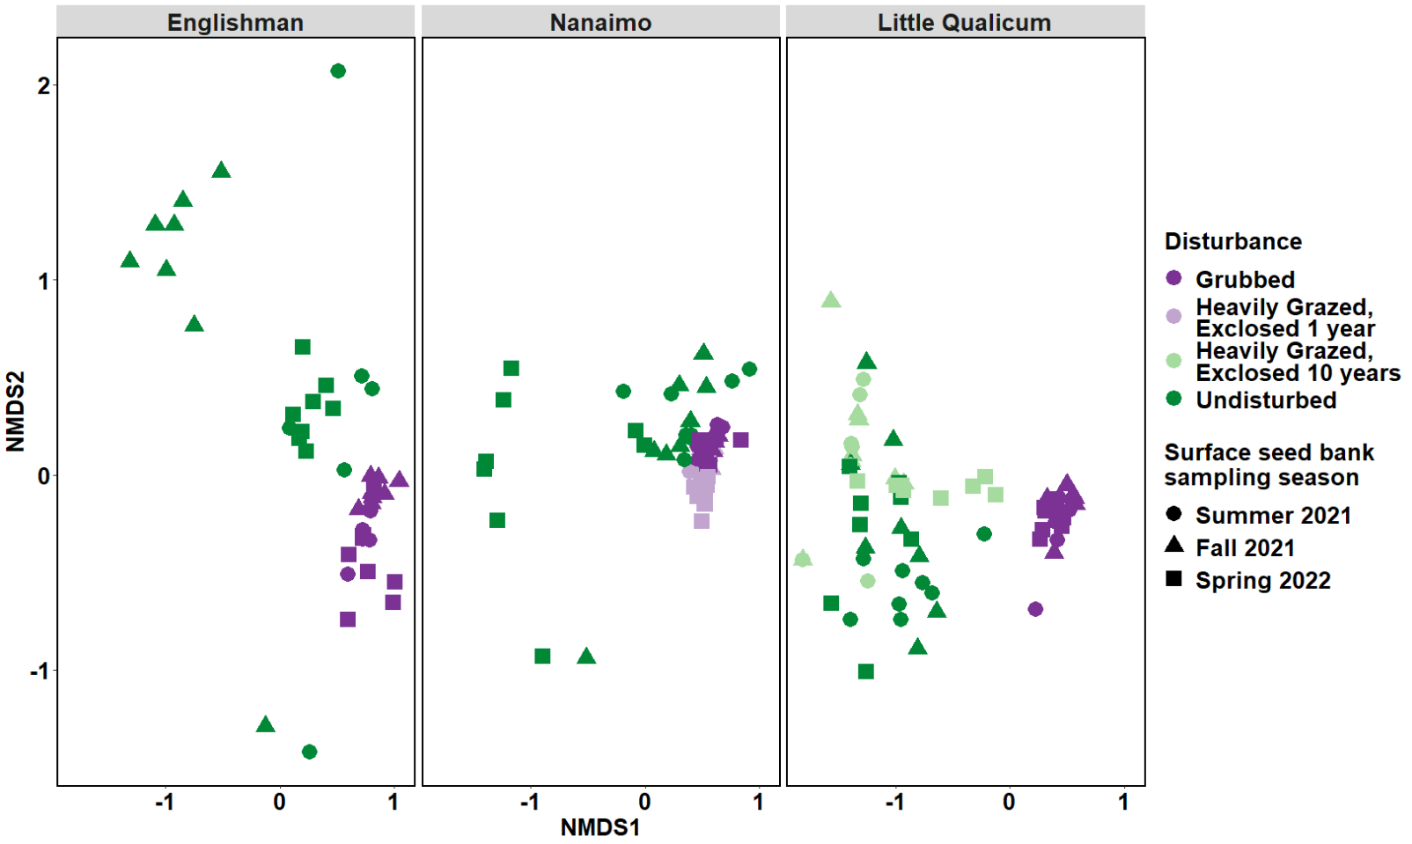 Englishman
Nanaimo
Little Qualicum
2
1
0
-1
NMDS2
-1
0
1
-1
0
1
-1
0
1
NMDS1
Disturbance
Grubbed
Heavily Grazed,
Exclosed 1 year
Heavily Grazed,
Exclosed 10 years
Undisturbed
Surface seed bank
sampling season
Summer 2021
Fall 2021
Spring 2022